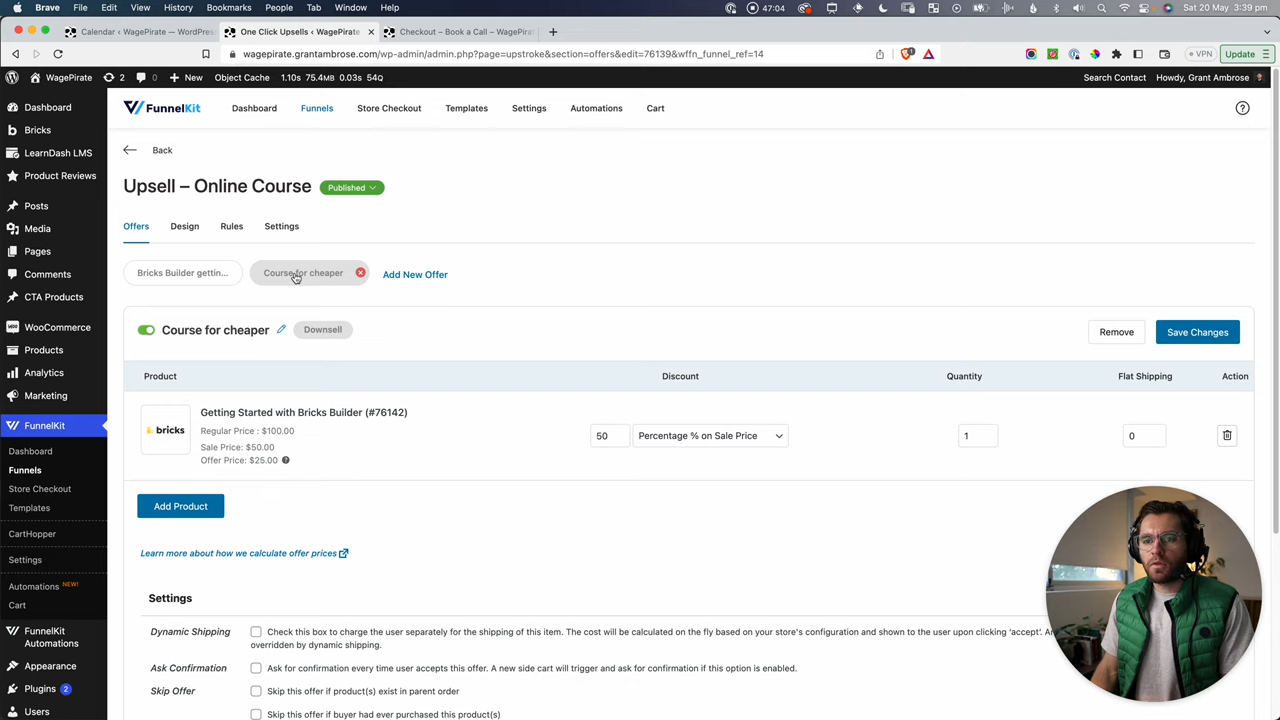 Brave File Edit View History Bookmarks People Tab Window Help 47:04 Sun 2 Jul 3:39 PM
Calendar ‹ WagePirate — WordPres
One Click Upsells ‹ WagePirate
Checkout – Book a Call – WagePira
wagepirate.grantambrose.com/wp-admin/admin.php?page=upstroke&section=offers&edit=76139&wffn_funnel_ref=14
1
VPN
Update
WagePirate 2 0 New Object Cache 1.10s 75.4MB 0.03s 54Q Search Contact Howdy, Grant Ambrose
Dashboard
Bricks
LearnDash LMS
Product Reviews
Posts
Media
Pages
Comments
CTA Products
WooCommerce
Products
Analytics
Marketing
FunnelKit
Dashboard
Funnels
Store Checkout
Templates
CartHopper
Settings
Automations NEW!
Cart
FunnelKit
Automations
Appearance
Plugins 2
Users
FunnelKit Dashboard Funnels Store Checkout Templates Settings Automations Cart ?
Back
Upsell – Online Course Published
Offers Design Rules Settings
Bricks Builder gettin... Course for cheaper Add New Offer
Course for cheaper Downsell Remove Save Changes
Product Discount Quantity Flat Shipping Action
bricks
Getting Started with Bricks Builder (#76142)
Regular Price : $100.00
Sale Price: $50.00
Offer Price: $25.00 ?
50 Percentage % on Sale Price 1 0
Add Product
Learn more about how we calculate offer prices
Settings
Dynamic Shipping Check this box to charge the user separately for the shipping of this item. The cost will be calculated on the fly based on your store's configuration and shown to the user upon clicking 'accept'.
overridden by dynamic shipping.
Ask Confirmation Ask for confirmation every time user accepts this offer. A new side cart will trigger and ask for confirmation if this option is enabled.
Skip Offer Skip this offer if product(s) exist in parent order
Skip this offer if buyer had ever purchased this product(s)